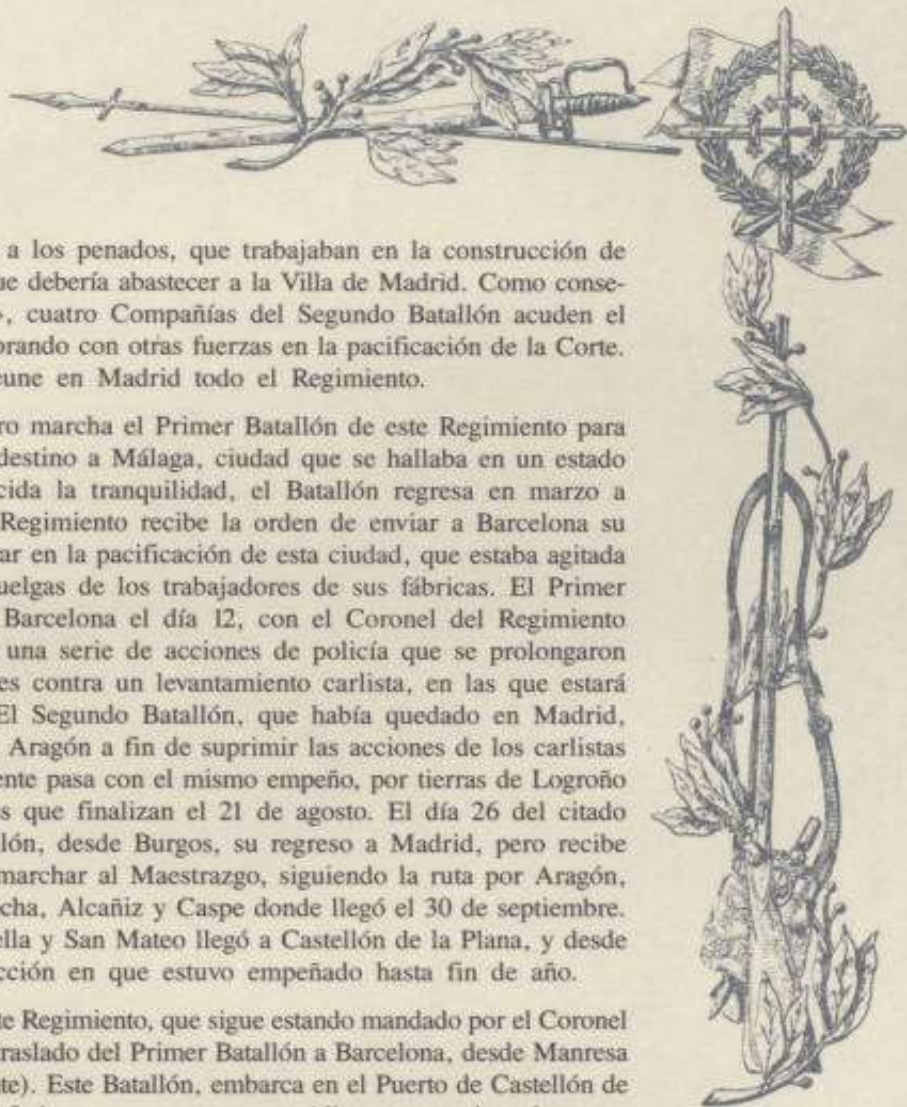 a los penados, que trabajaban en la construcción de
ue debería abastecer a la Villa de Madrid. Como conse-
», cuatro Compañías del Segundo Batallón acuden el
orando con otras fuerzas en la pacificación de la Corte.
eune en Madrid todo el Regimiento.
ro marcha el Primer Batallón de este Regimiento para
destino a Málaga, ciudad que se hallaba en un estado
cida la tranquilidad, el Batallón regresa en marzo a
Regimiento recibe la orden de enviar a Barcelona su
ar en la pacificación de esta ciudad, que estaba agitada
uelgas de los trabajadores de sus fábricas. El Primer
Barcelona el día 12, con el Coronel del Regimiento
una serie de acciones de policía que se prolongaron
es contra un levantamiento carlista, en las que estará
El Segundo Batallón, que había quedado en Madrid,
Aragón a fin de suprimir las acciones de los carlistas
ente pasa con el mismo empeño, por tierras de Logroño
s que finalizan el 21 de agosto. El día 26 del citado
llón, desde Burgos, su regreso a Madrid, pero recibe
marchar al Maestrazgo, siguiendo la ruta por Aragón,
cha, Alcañiz y Caspe donde llegó el 30 de septiembre.
ella y San Mateo llegó a Castellón de la Plana, y desde
cción en que estuvo empeñado hasta fin de año.
te Regimiento, que sigue estando mandado por el Coronel
traslado del Primer Batallón a Barcelona, desde Manresa
te). Este Batallón, embarca en el Puerto de Castellón de